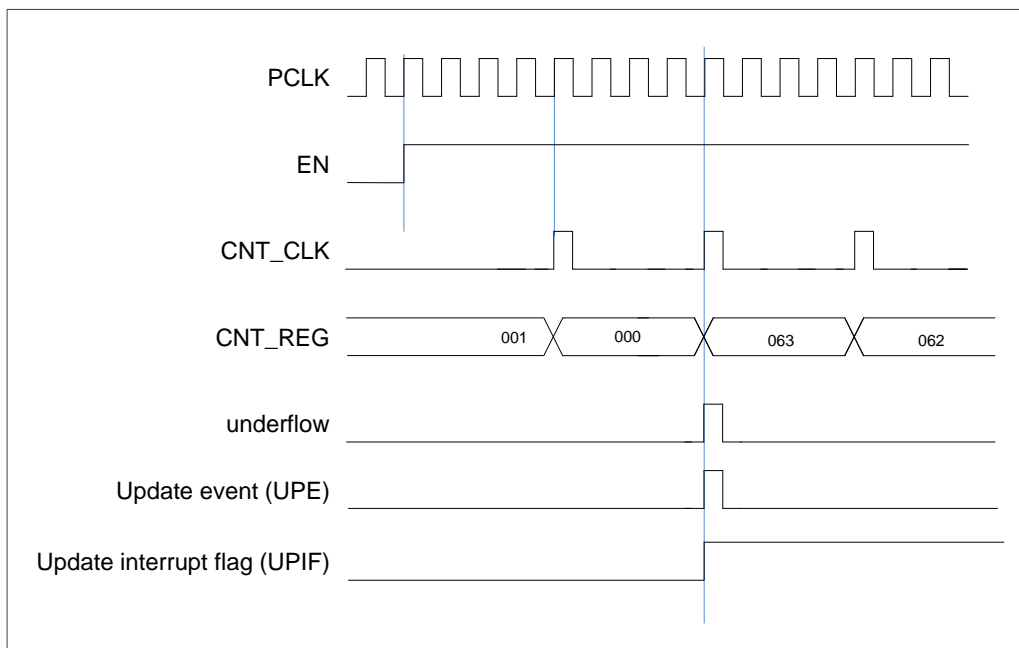 PCLK
EN
CNT_CLK
CNT_REG
001
000
063
062
underflow
Update event (UPE)
Update interrupt flag (UPIF)